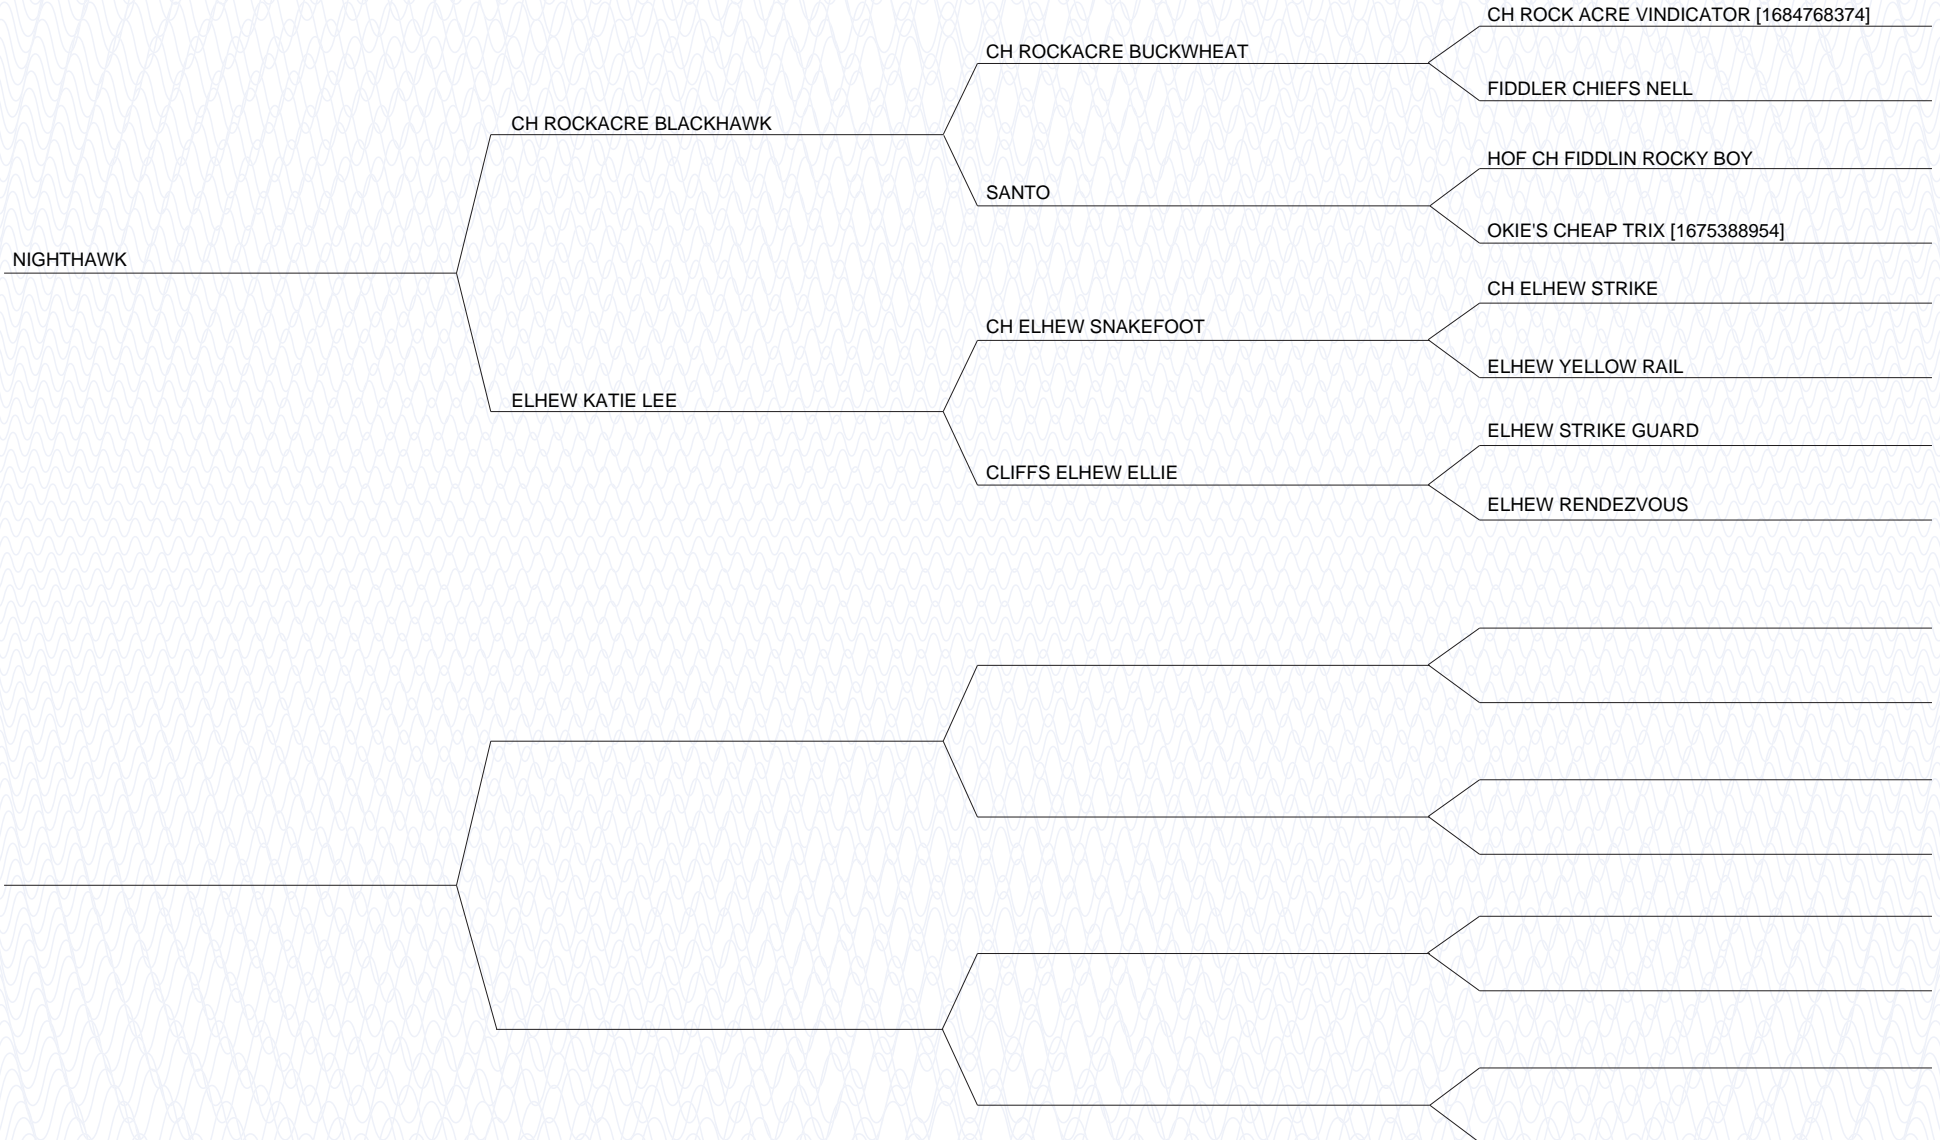 CH ROCK ACRE VINDICATOR [1684768374]
CH ROCKACRE BUCKWHEAT
FIDDLER CHIEFS NELL
CH ROCKACRE BLACKHAWK
HOF CH FIDDLIN ROCKY BOY
SANTO
OKIE'S CHEAP TRIX [1675388954]
NIGHTHAWK
CH ELHEW STRIKE
CH ELHEW SNAKEFOOT
ELHEW YELLOW RAIL
ELHEW KATIE LEE
ELHEW STRIKE GUARD
CLIFFS ELHEW ELLIE
ELHEW RENDEZVOUS